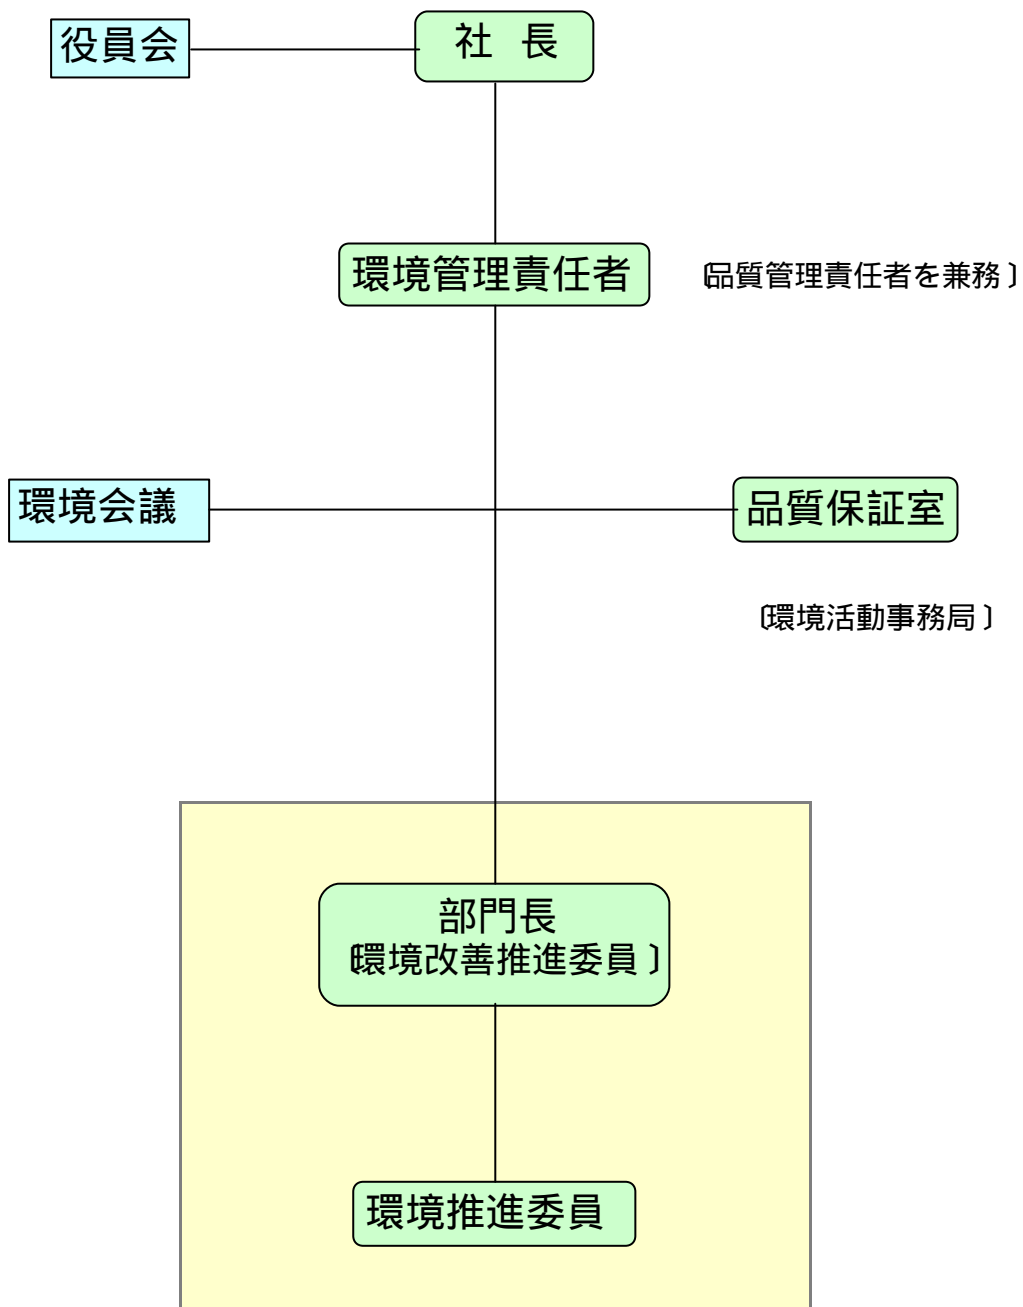 役員会
社 長
環境管理責任者
〔品質管理責任者を兼務〕
環境会議
品質保証室
〔環境活動事務局〕
部門長
〔環境改善推進委員〕
環境推進委員